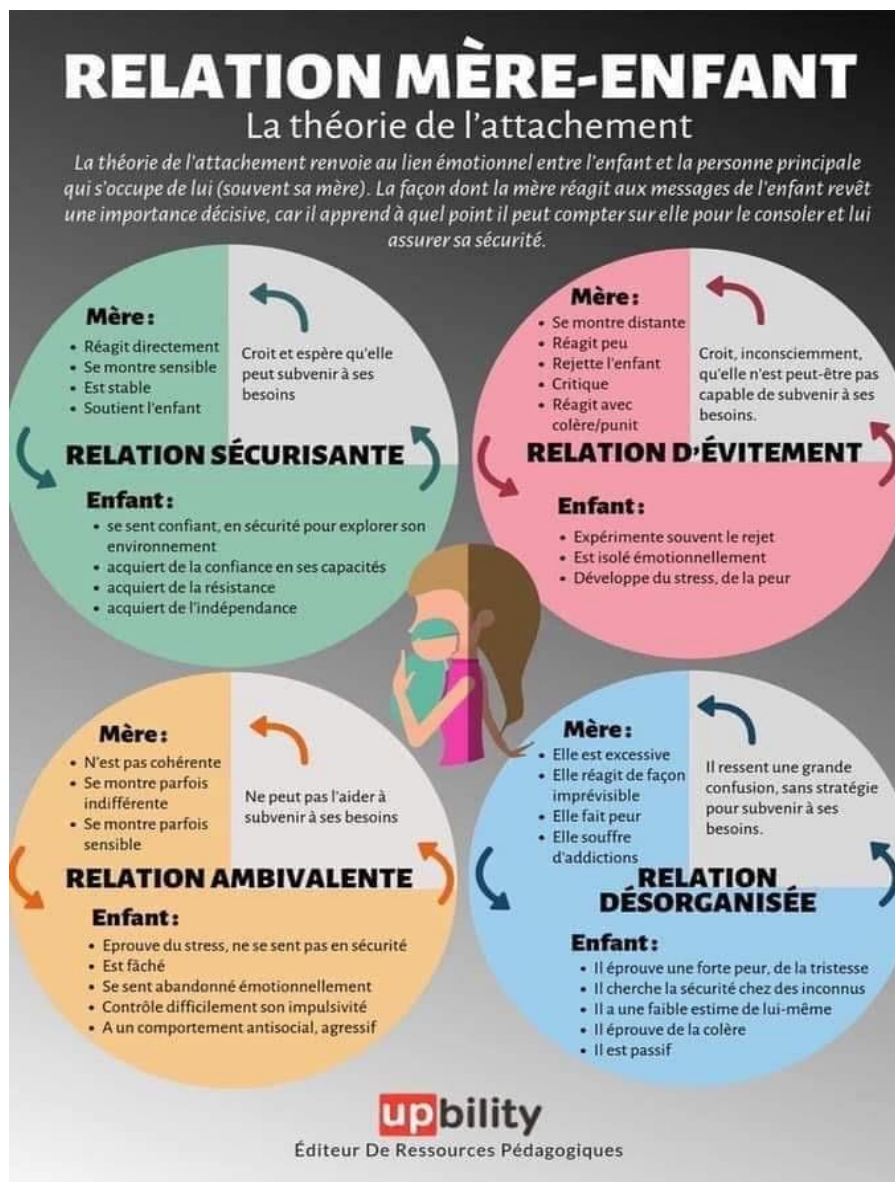 RELATION MÈRE-ENFANT
La théorie de l'attachement
La théorie de l'attachement renvoie au lien émotionnel entre l'enfant et la personne principale
qui s'occupe de lui (souvent sa mère). La façon dont la mère réagit aux messages de l'enfant revêt
une importance décisive, car il apprend à quel point il peut compter sur elle pour le consoler et lui
assurer sa sécurité.
Mère :
• Réagit directement
• Se montre sensible
• Est stable
• Soutient l'enfant
Croit et espère qu'elle
peut subvenir à ses
besoins
RELATION SÉCURISANTE
Enfant :
• se sent confiant, en sécurité pour explorer son
environnement
• acquiert de la confiance en ses capacités
• acquiert de la résistance
• acquiert de l'indépendance
Mère :
• Se montre distante
• Réagit peu
• Rejette l'enfant
• Critique
• Réagit avec
colère/punit
Croit, inconsciemment,
qu'elle n'est peut-être pas
capable de subvenir à ses
besoins.
RELATION D'ÉVITEMENT
Enfant :
• Expérimente souvent le rejet
• Est isolé émotionnellement
• Développe du stress, de la peur
Mère :
• N'est pas cohérente
• Se montre parfois
indifférente
• Se montre parfois
sensible
Ne peut pas l'aider à
subvenir à ses besoins
RELATION AMBIVALENTE
Enfant :
• Eprouve du stress, ne se sent pas en sécurité
• Est fâché
• Se sent abandonné émotionnellement
• Contrôle difficilement son impulsivité
• A un comportement antisocial, agressif
Mère :
• Elle est excessive
• Elle réagit de façon
imprévisible
• Elle fait peur
• Elle souffre
d'addictions
Il ressent une grande
confusion, sans stratégie
pour subvenir à ses
besoins.
RELATION
DÉSORGANISÉE
Enfant :
• Il éprouve une forte peur, de la tristesse
• Il cherche la sécurité chez des inconnus
• Il a une faible estime de lui-même
• Il éprouve de la colère
• Il est passif
upbility
Éditeur De Ressources Pédagogiques